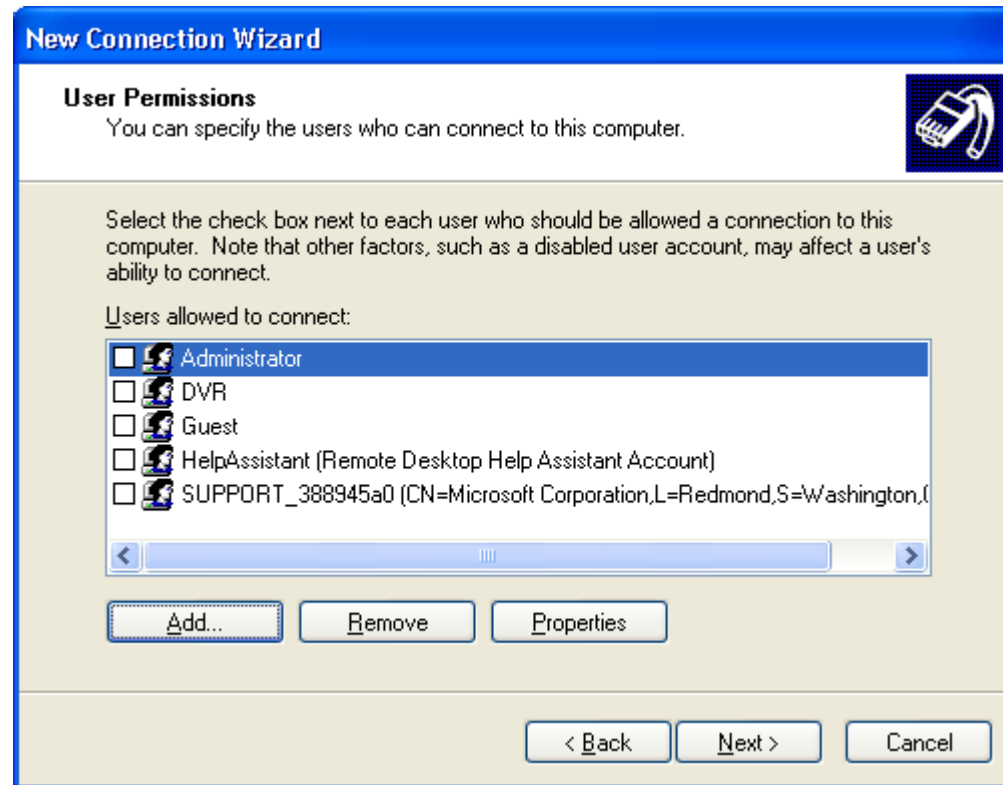 New Connection Wizard
User Permissions
You can specify the users who can connect to this computer.
Select the check box next to each user who should be allowed a connection to this
computer.  Note that other factors, such as a disabled user account, may affect a user's
ability to connect.
Users allowed to connect:
Administrator
DVR
Guest
HelpAssistant (Remote Desktop Help Assistant Account)
SUPPORT_388945a0 (CN=Microsoft Corporation,L=Redmond,S=Washington,
Add...
Remove
Properties
< Back
Next >
Cancel